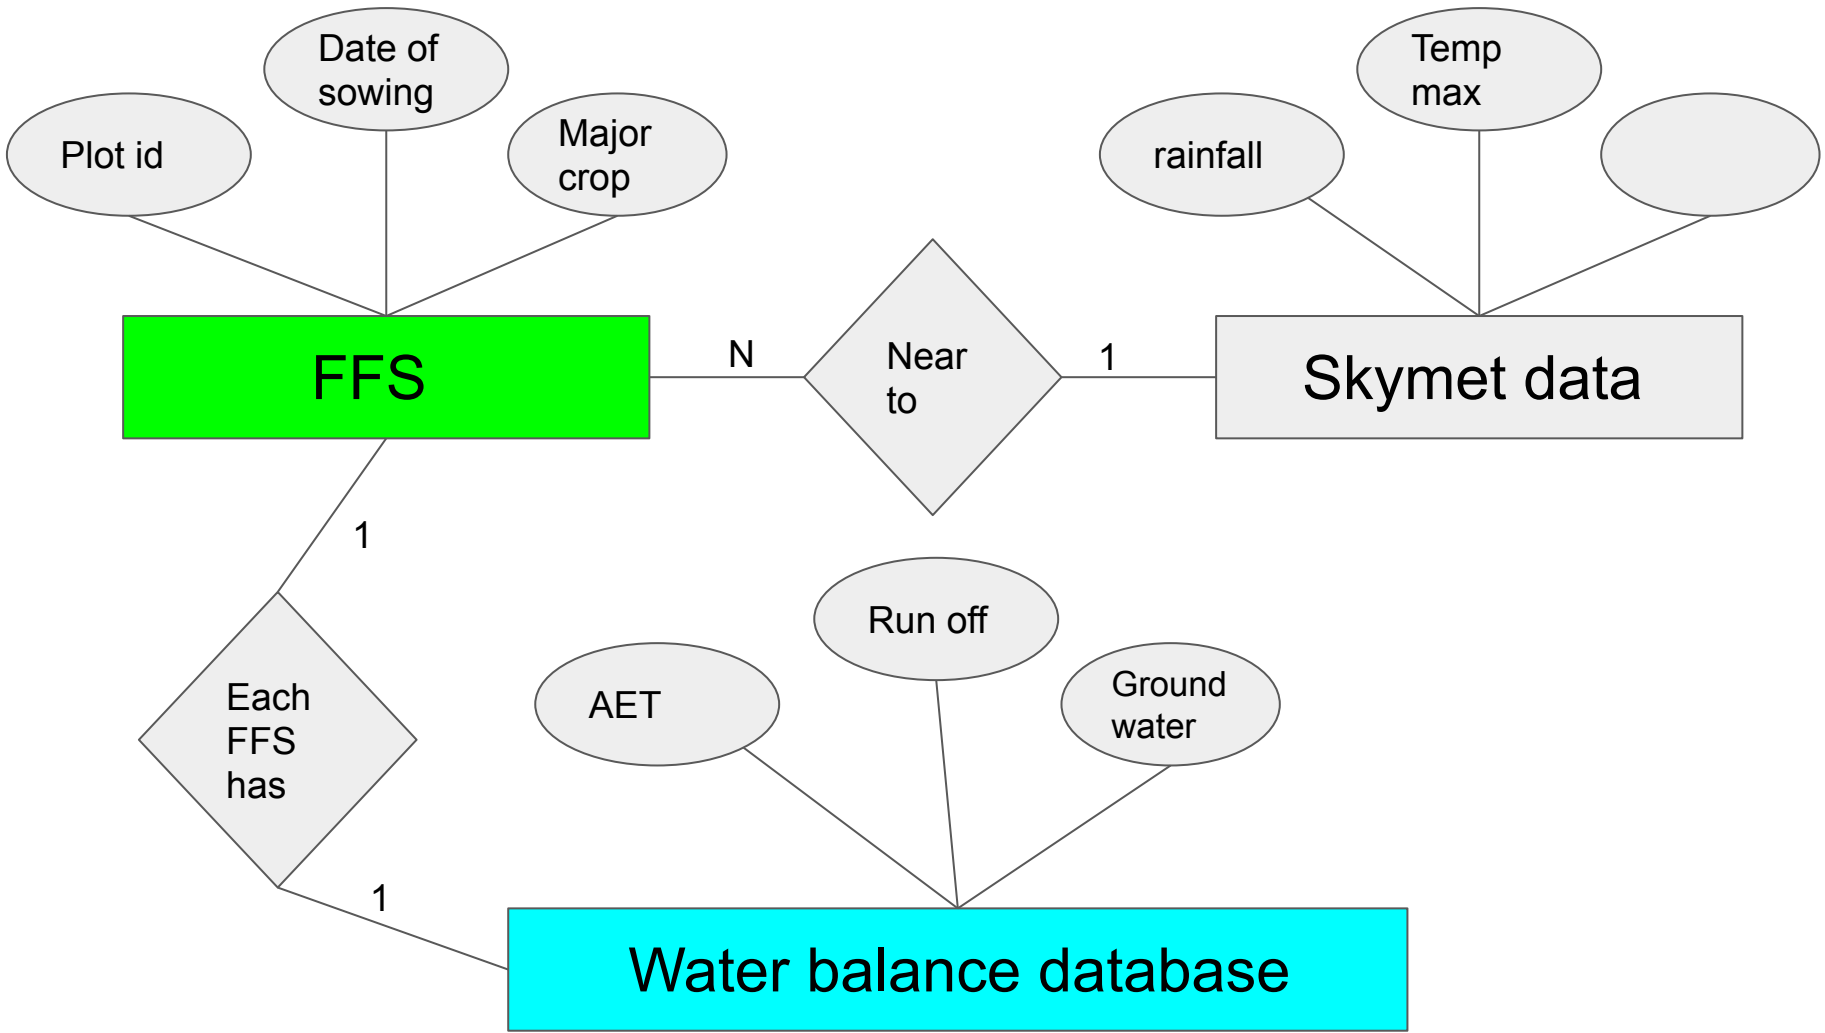 Date of
sowing
Temp
max
Plot id
Major
crop
rainfall
FFS
N
Near
to
1
Skymet data
1
Each
FFS
has
AET
Run off
Ground
water
1
Water balance database